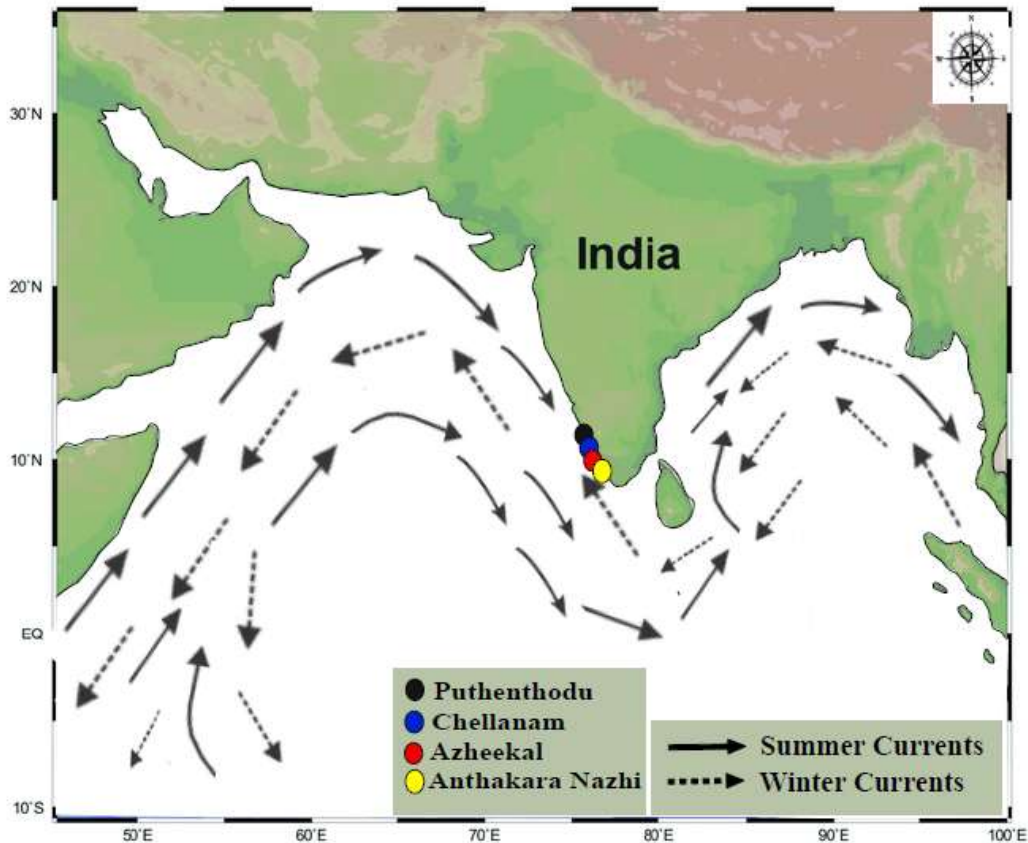 30°N
20°N
10°N
EQ
10°S
India
Puthenthodu
Chellanam
Azheekal
Anthakara Nazhi
Summer Currents
Winter Currents
50°E
60°E
70°E
80°E
90°E
100°E